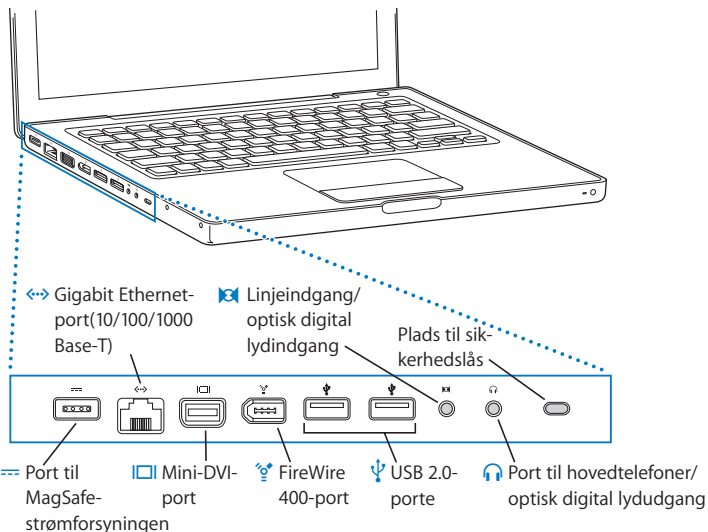 Gigabit Ethernet-
port(10/100/1000
Base-T)
Linjeindgang/
optisk digital
lydindgang
Plads til sik-
kerhedslås
Port til
MagSafe-
strømforsyningen
Mini-DVI-
port
FireWire
400-port
USB 2.0-
porte
Port til hovedtelefoner/
optisk digital lydudgang